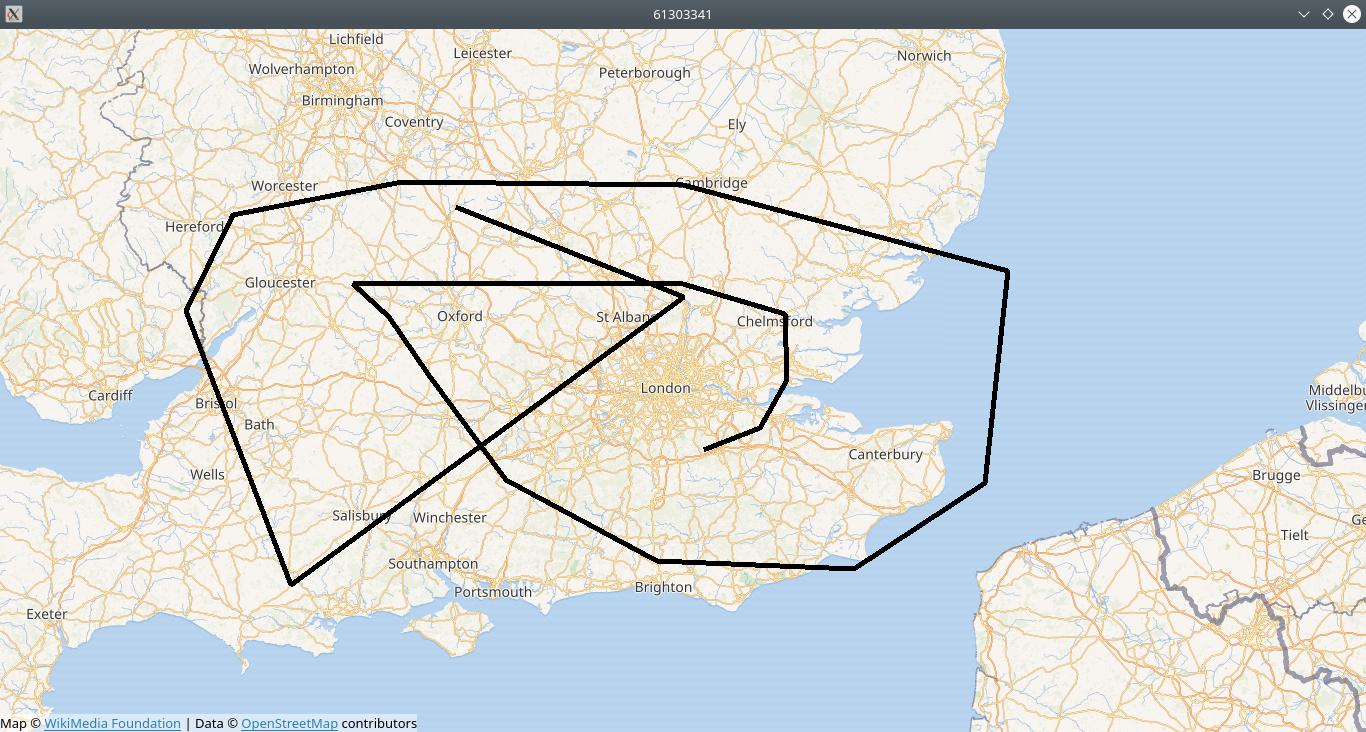 61303341
Lichfield
Leicester
Norwich
Wolverhampton
Peterborough
Birmingham
Coventry
Ely
Worcester
Cambridge
Hereford
Gloucester
Oxford
St Albans
Chelmsford
London
Cardiff
Bristol
Bath
Middelbu
Vlissingen
Canterbury
Wells
Brugge
Salisbury
Winchester
Ge
Tielt
Southampton
Portsmouth
Brighton
Exeter
Map © WikiMedia Foundation | Data © OpenStreetMap contributors